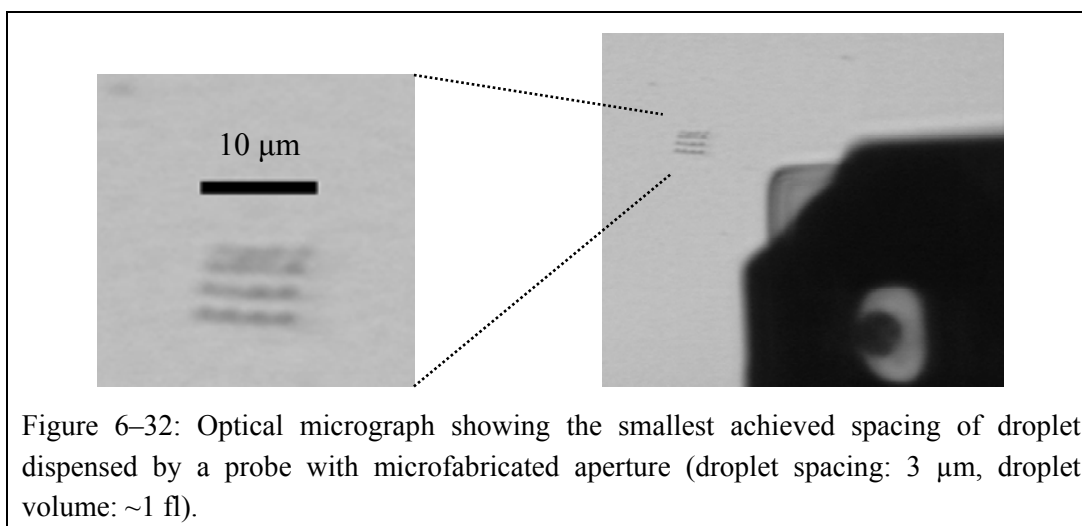 10 μm
Figure 6–32: Optical micrograph showing the smallest achieved spacing of droplet
dispensed by a probe with microfabricated aperture (droplet spacing: 3 μm, droplet
volume: ~1 fl).